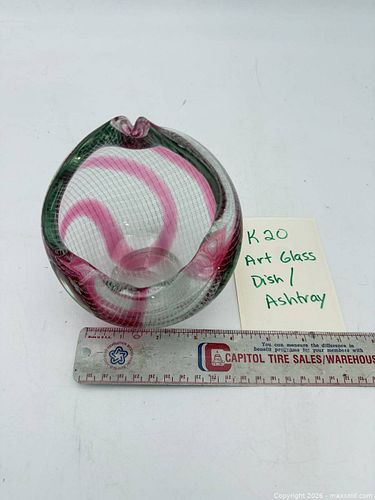 K20
Art Glass
Dish/
Ashtray
You can measure the difference in
benefit programs for your members with
CAPITOL TIRE SALES/WAREHOUS
Copyright 2026 - maxsold.com